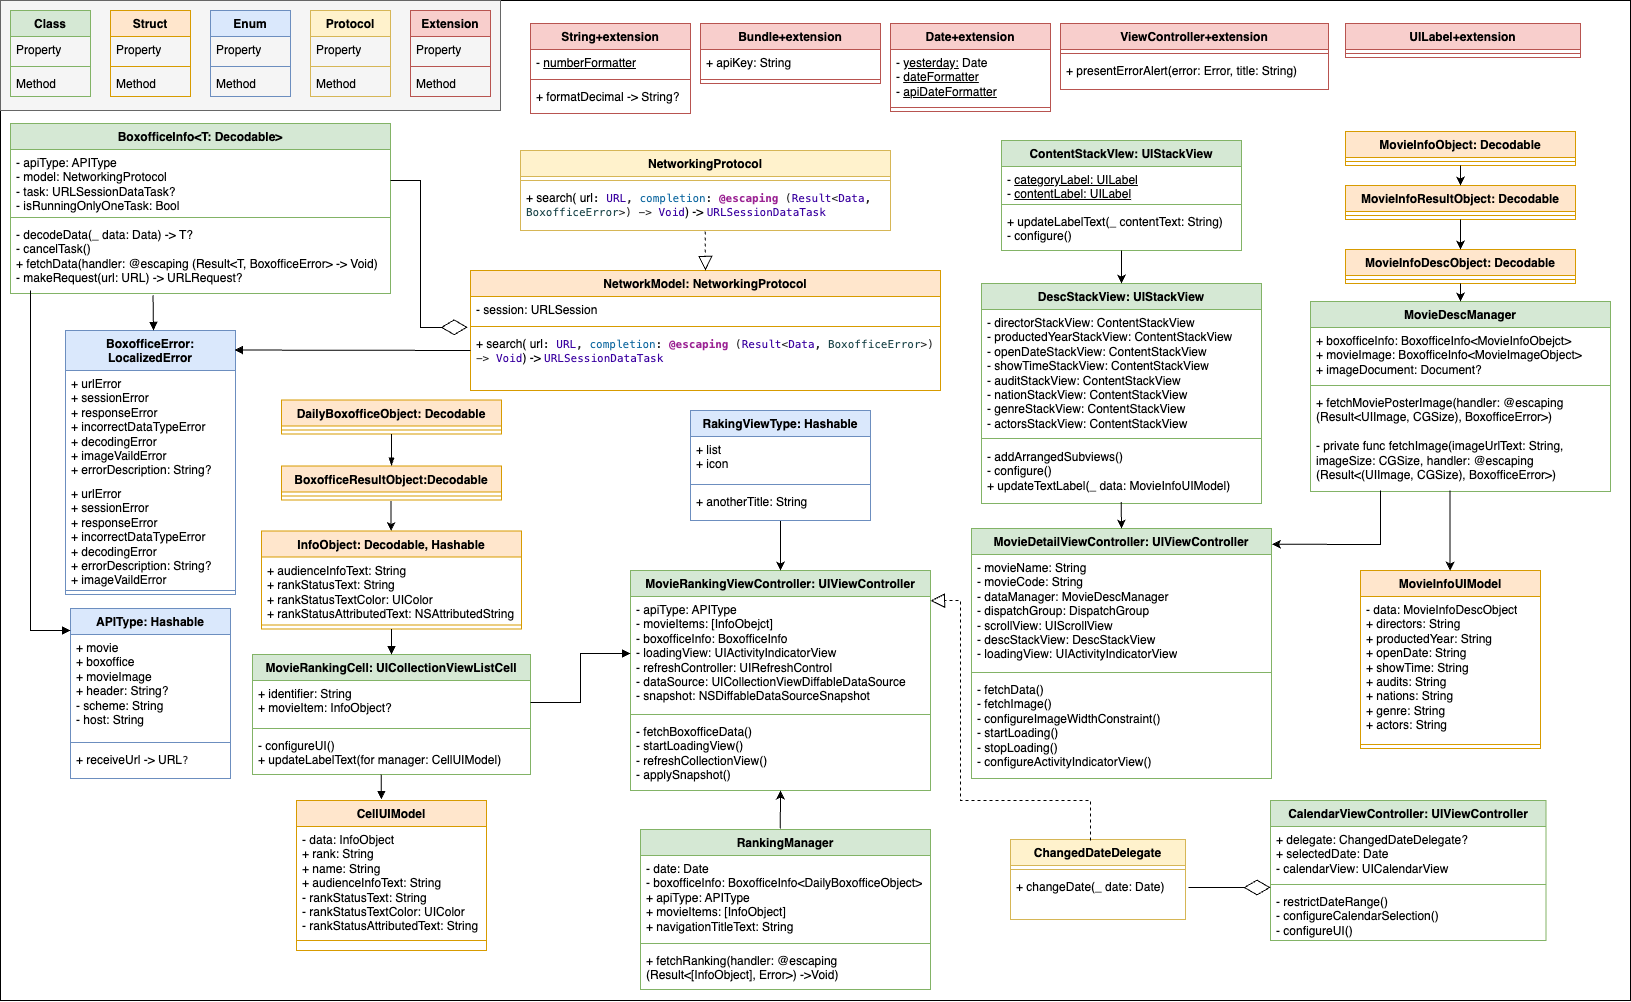 Class
Property
Method
Struct
Property
Method
Enum
Property
Method
Protocol
Property
Method
Extension
Property
Method
String+extension
- numberFormatter
+ formatDecimal -> String?
Bundle+extension
+ apiKey: String
Date+extension
- yesterday: Date
- dateFormatter
- apiDateFormatter
ViewController+extension
+ presentErrorAlert(error: Error, title: String)
UILabel+extension
BoxofficeInfo<T: Decodable>
- apiType: APIType
- model: NetworkingProtocol
- task: URLSessionDataTask?
- isRunningOnlyOneTask: Bool
- decodeData(_ data: Data) -> T?
- cancelTask()
+ fetchData(handler: @escaping (Result<T, BoxofficeError> -> Void)
- makeRequest(url: URL) -> URLRequest?
NetworkingProtocol
+ search( url: URL, completion: @escaping (Result<Data,
BoxofficeError>) -> Void) -> URLSessionDataTask
NetworkModel: NetworkingProtocol
- session: URLSession
+ search( url: URL, completion: @escaping (Result<Data, BoxofficeError>)
-> Void) -> URLSessionDataTask
ContentStackVIew: UIStackView
- categoryLabel: UILabel
- contentLabel: UILabel
+ updateLabelText(_ contentText: String)
- configure()
MovieInfoObject: Decodable
MovieInfoResultObject: Decodable
MovieInfoDescObject: Decodable
BoxofficeError:
LocalizedError
+ urlError
+ sessionError
+ responseError
+ incorrectDataTypeError
+ decodingError
+ imageVaildError
+ errorDescription: String?
+ urlError
+ sessionError
+ responseError
+ incorrectDataTypeError
+ decodingError
+ errorDescription: String?
+ imageVaildError
DescStackView: UIStackView
- directorStackView: ContentStackView
- productedYearStackView: ContentStackView
- openDateStackView: ContentStackView
- showTimeStackView: ContentStackView
- auditStackView: ContentStackView
- nationStackView: ContentStackView
- genreStackView: ContentStackView
- actorsStackView: ContentStackView
- addArrangedSubviews()
- configure()
+ updateTextLabel(_ data: MovieInfoUIModel)
MovieDescManager
+ boxofficeInfo: BoxofficeInfo<MovieInfoObejct>
+ movieImage: BoxofficeInfo<MovieImageObject>
+ imageDocument: Document?
+ fetchMoviePosterImage(handler: @escaping
(Result<UIImage, CGSize), BoxofficeError>)
- private func fetchImage(imageUrlText: String,
imageSize: CGSize, handler: @escaping
(Result<(UIImage, CGSize), BoxofficeError>)
DailyBoxofficeObject: Decodable
BoxofficeResultObject:Decodable
InfoObject: Decodable, Hashable
+ audienceInfoText: String
+ rankStatusText: String
+ rankStatusTextColor: UIColor
+ rankStatusAttributedText: NSAttributedString
RakingViewType: Hashable
+ list
+ icon
+ anotherTitle: String
APIType: Hashable
+ movie
+ boxoffice
+ movieImage
+ header: String?
- scheme: String
- host: String
+ receiveUrl -> URL?
MovieRankingCell: UICollectionViewListCell
+ identifier: String
+ movieItem: InfoObject?
- configureUI()
+ updateLabelText(for manager: CellUIModel)
MovieRankingViewController: UIViewController
- apiType: APIType
- movieItems: [InfoObejct]
- boxofficeInfo: BoxofficeInfo
- loadingView: UIActivityIndicatorView
- refreshController: UIRefreshControl
- dataSource: UICollectionViewDiffableDataSource
- snapshot: NSDiffableDataSourceSnapshot
- fetchBoxofficeData()
- startLoadingView()
- refreshCollectionView()
- applySnapshot()
MovieDetailViewController: UIViewController
- movieName: String
- movieCode: String
- dataManager: MovieDescManager
- dispatchGroup: DispatchGroup
- scrollView: UIScrollView
- descStackView: DescStackView
- loadingView: UIActivityIndicatorView
- fetchData()
- fetchImage()
- configureImageWidthConstraint()
- startLoading()
- stopLoading()
- configureActivityIndicatorView()
MovieInfoUIModel
- data: MovieInfoDescObject
+ directors: String
+ productedYear: String
+ openDate: String
+ showTime: String
+ audits: String
+ nations: String
+ genre: String
+ actors: String
CellUIModel
- data: InfoObject
+ rank: String
+ name: String
+ audienceInfoText: String
- rankStatusText: String
- rankStatusTextColor: UIColor
- rankStatusAttributedText: String
RankingManager
- date: Date
- boxofficeInfo: BoxofficeInfo<DailyBoxofficeObject>
+ apiType: APIType
+ movieItems: [InfoObject]
+ navigationTitleText: String
+ fetchRanking(handler: @escaping
(Result<[InfoObject], Error>) ->Void)
ChangedDateDelegate
+ changeDate(_ date: Date)
CalendarViewController: UIViewController
+ delegate: ChangedDateDelegate?
+ selectedDate: Date
- calendarView: UICalendarView
- restrictDateRange()
- configureCalendarSelection()
- configureUI()